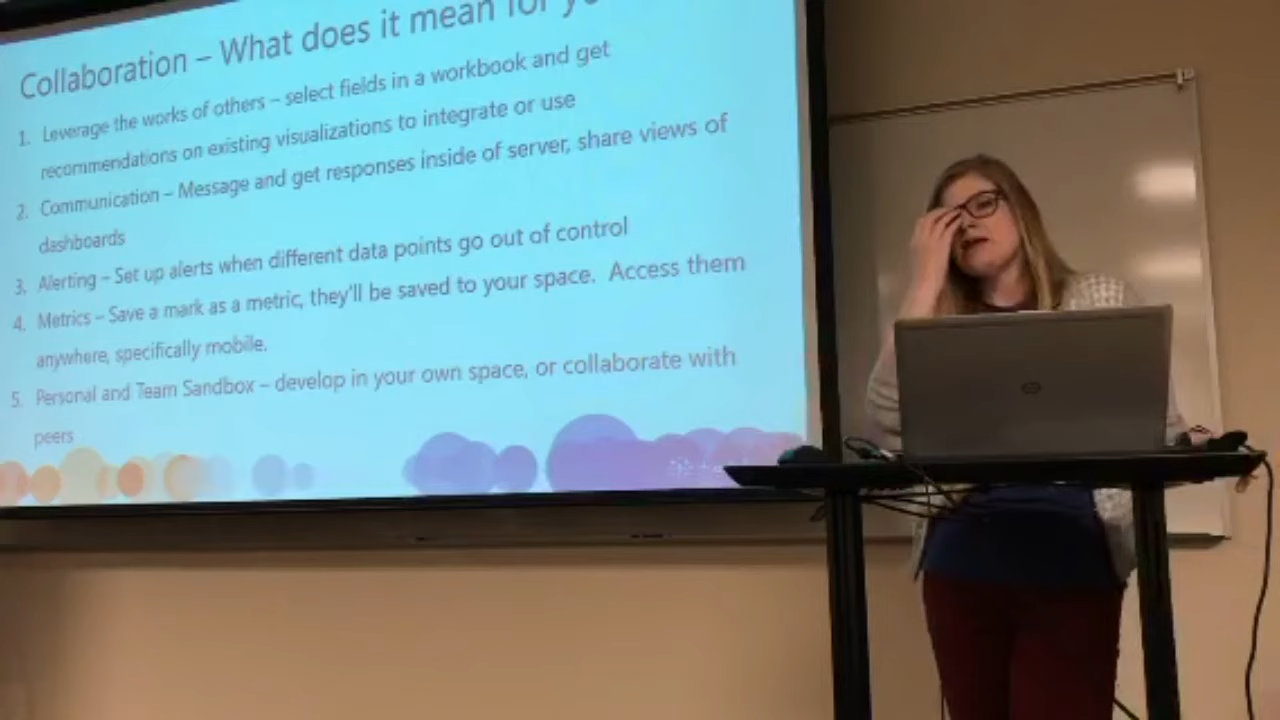 Collaboration – What does it mean for yo
1. Leverage the works of others – select fields in a workbook and get
recommendations on existing visualizations to integrate or use
2. Communication – Message and get responses inside of server, share views of
dashboards
3. Alerting – Set up alerts when different data points go out of control
4. Metrics – Save a mark as a metric, they'll be saved to your space. Access them
anywhere, specifically mobile.
5. Personal and Team Sandbox – develop in your own space, or collaborate with
peers
hp